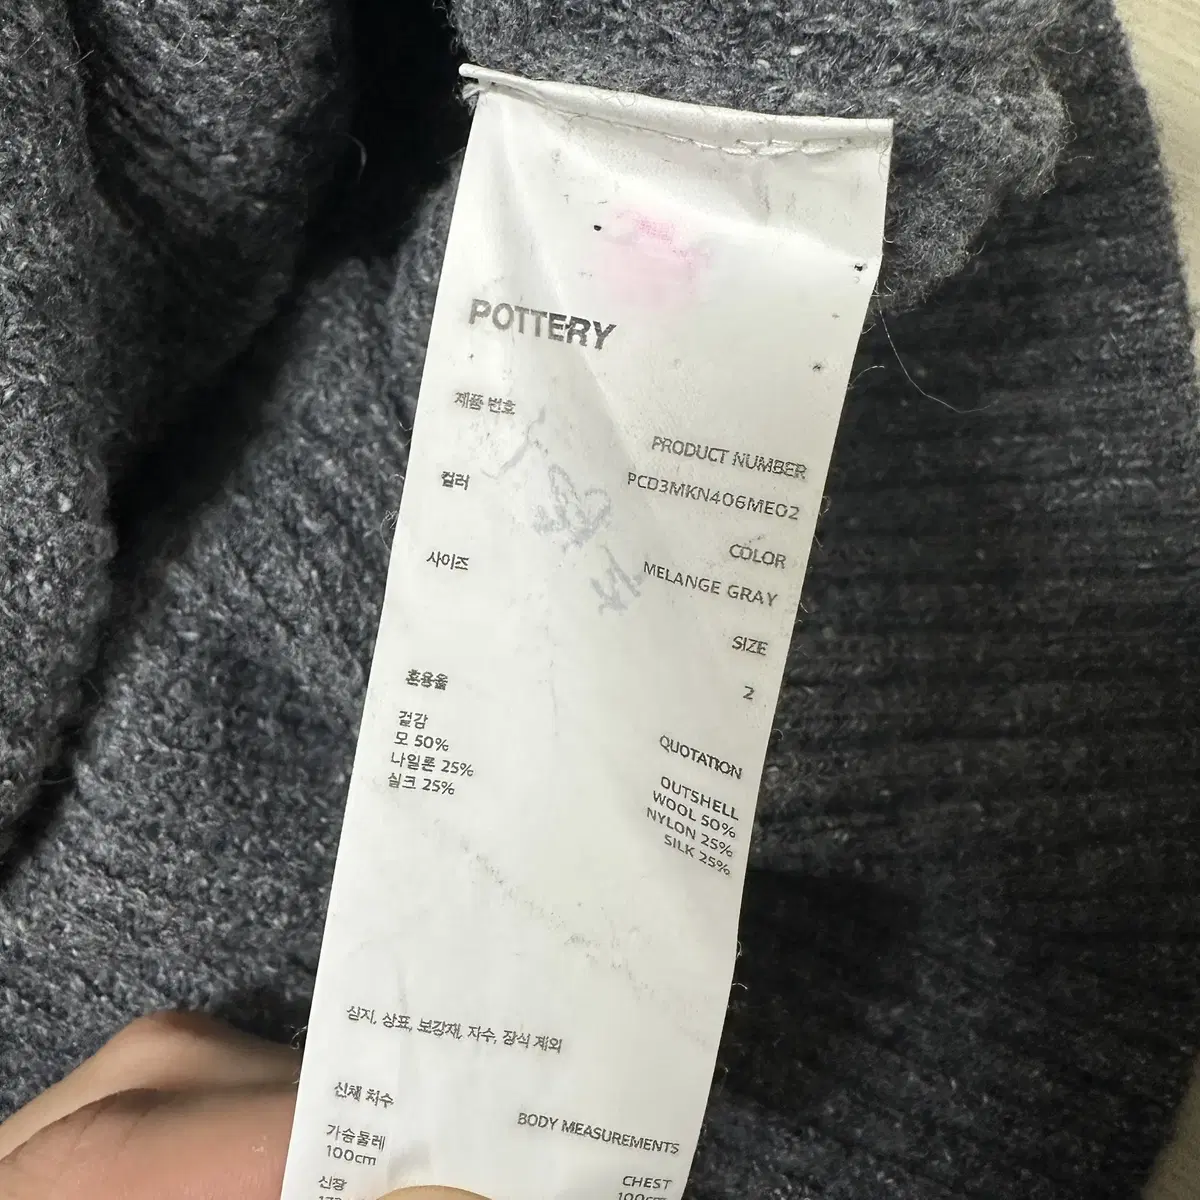 POTTERY
제품 번호
PRODUCT NUMBER
PCD3MKN406ME02
컬러
COLOR
MELANGE GRAY
사이즈
SIZE
2
혼용율
QUOTATION
겉감
모 50%
나일론 25%
실크 25%
OUTSHELL
WOOL 50%
NYLON 25%
SILK 25%
심지, 상표, 보강재, 자수, 장식 제외
신체 치수
BODY MEASUREMENTS
가슴둘레
100cm
신장
CHEST
100cm